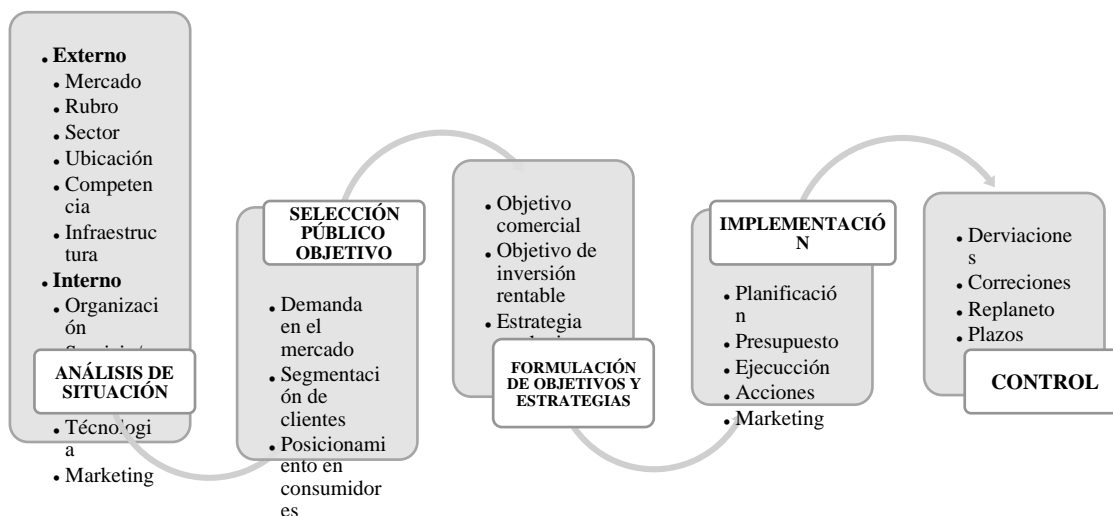 • Externo
• Mercado
• Rubro
• Sector
• Ubicación
• Competen
cia
• Infraestruc
tura
• Interno
• Organizac
ión
ANÁLISIS DE
SITUACIÓN
• Técnologi
a
• Marketing
SELECCIÓN
PÚBLICO
OBJETIVO
• Demanda
en el
mercado
• Segmentaci
ón de
clientes
• Posicionami
ento en
consumidor
es
• Objetivo
comercial
• Objetivo de
inversión
rentable
• Estrategia
FORMULACIÓN
DE OBJETIVOS Y
ESTRATEGIAS
IMPLEMENTACIÓ
N
• Planificació
n
• Presupuesto
• Ejecucción
• Acciones
• Marketing
• Derviacione
s
• Correciones
• Replaneto
• Plazos
CONTROL